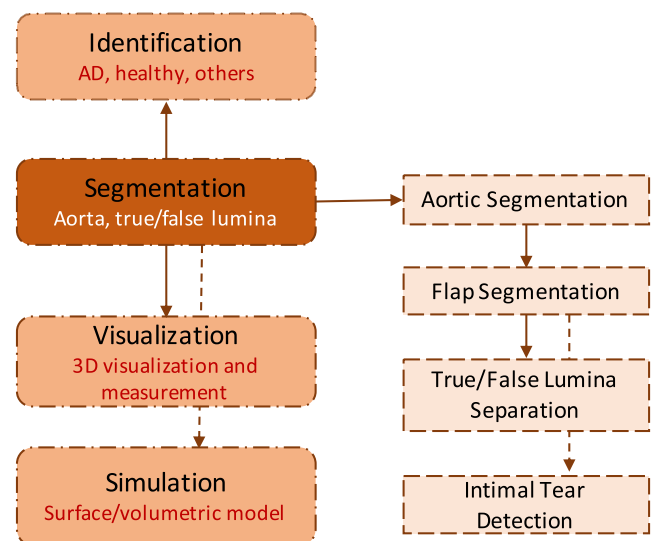 Identification
AD, healthy, others
Segmentation
Aorta, true/false lumina
Visualization
3D visualization and
measurement
Simulation
Surface/volumetric model
Aortic Segmentation
Flap Segmentation
True/False Lumina
Separation
Intimal Tear
Detection